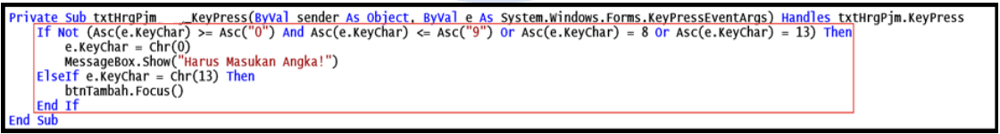 Private Sub txtHrgPjm _KeyPress(ByVal sender As Object, ByVal e As System.Windows.Forms.KeyPressEventArgs) Handles txtHrgPjm.KeyPress
If Not (Asc(e.KeyChar) >= Asc("0") And Asc(e.KeyChar) <= Asc("9") Or Asc(e.KeyChar) = 8 Or Asc(e.KeyChar) = 13) Then
e.KeyChar = Chr(0)
MessageBox.Show("Harus Masukan Angka!")
ElseIf e.KeyChar = Chr(13) Then
btnTambah.Focus()
End If
End Sub